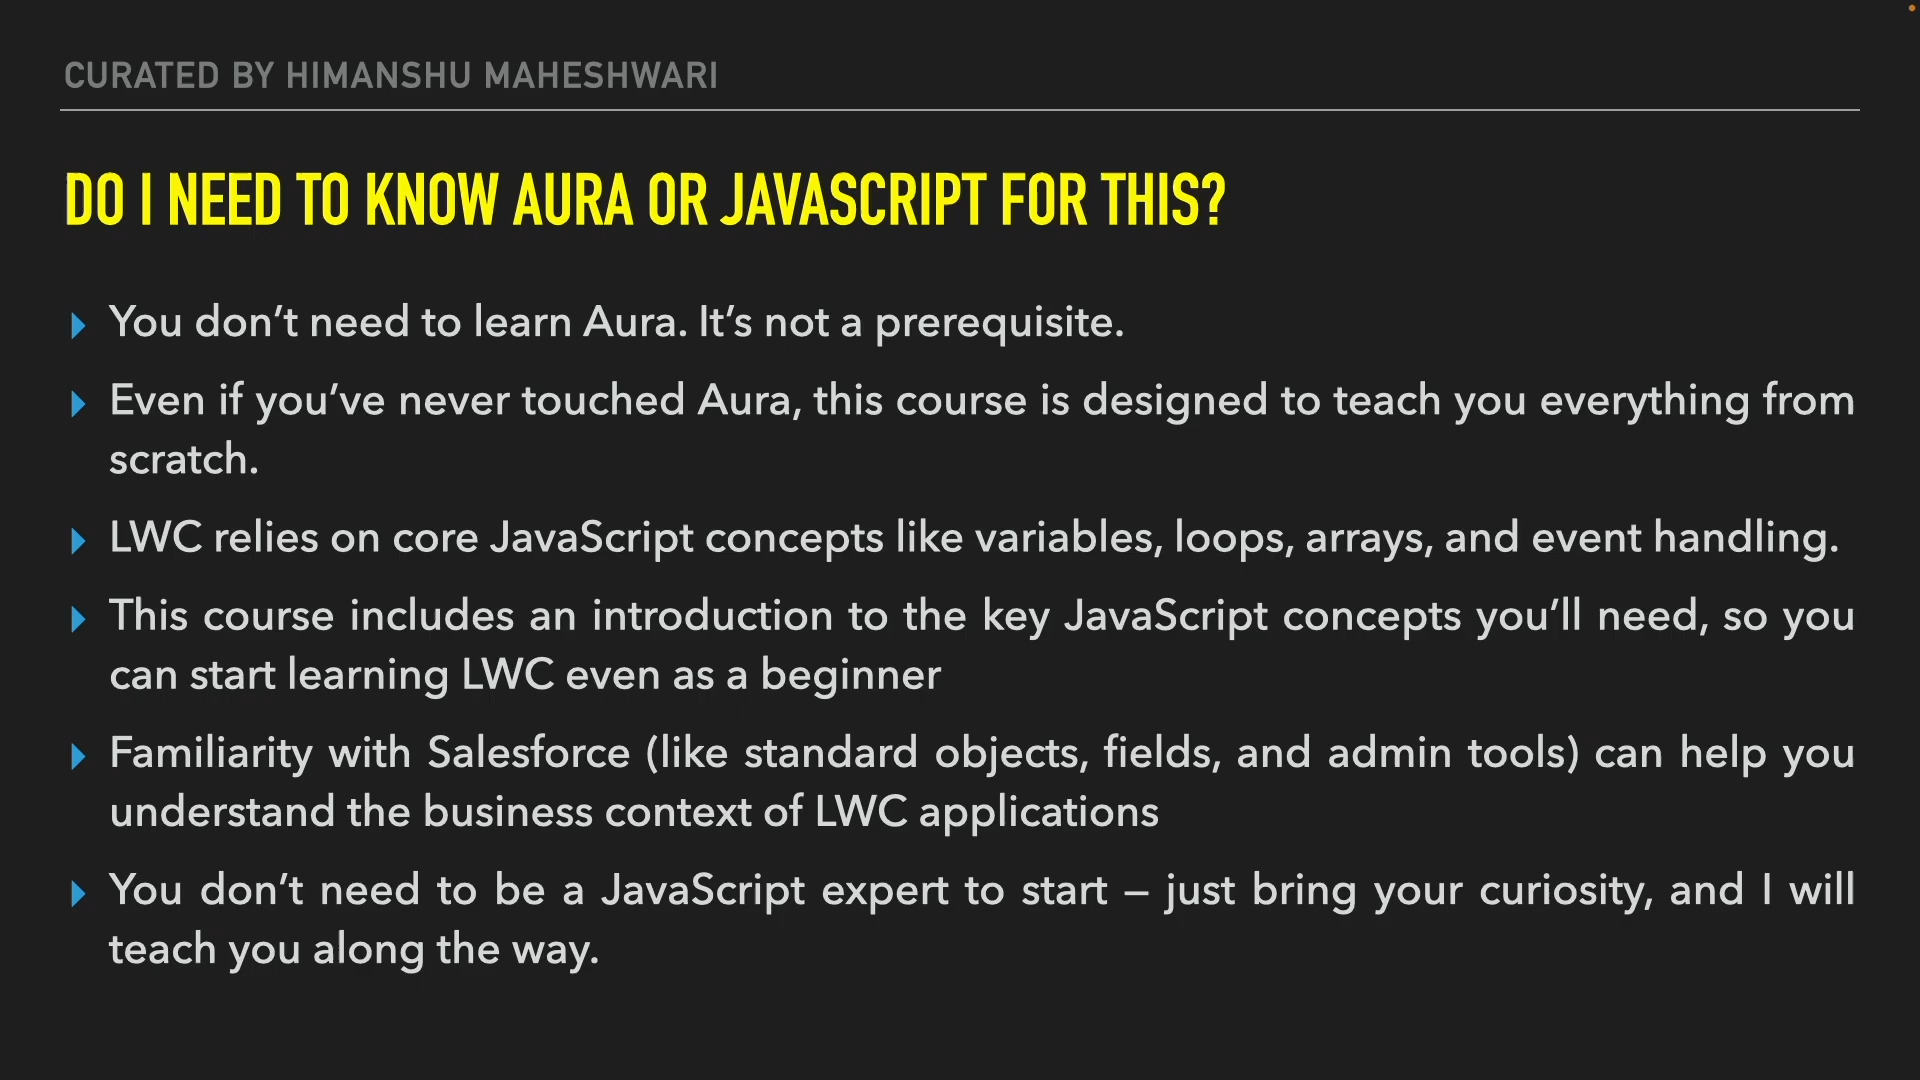 CURATED BY HIMANSHU MAHESHWARI
DO I NEED TO KNOW AURA OR JAVASCRIPT FOR THIS?
You don’t need to learn Aura. It’s not a prerequisite.
Even if you’ve never touched Aura, this course is designed to teach you everything from
scratch.
LWC relies on core JavaScript concepts like variables, loops, arrays, and event handling.
This course includes an introduction to the key JavaScript concepts you’ll need, so you
can start learning LWC even as a beginner
Familiarity with Salesforce (like standard objects, fields, and admin tools) can help you
understand the business context of LWC applications
You don’t need to be a JavaScript expert to start – just bring your curiosity, and I will
teach you along the way.